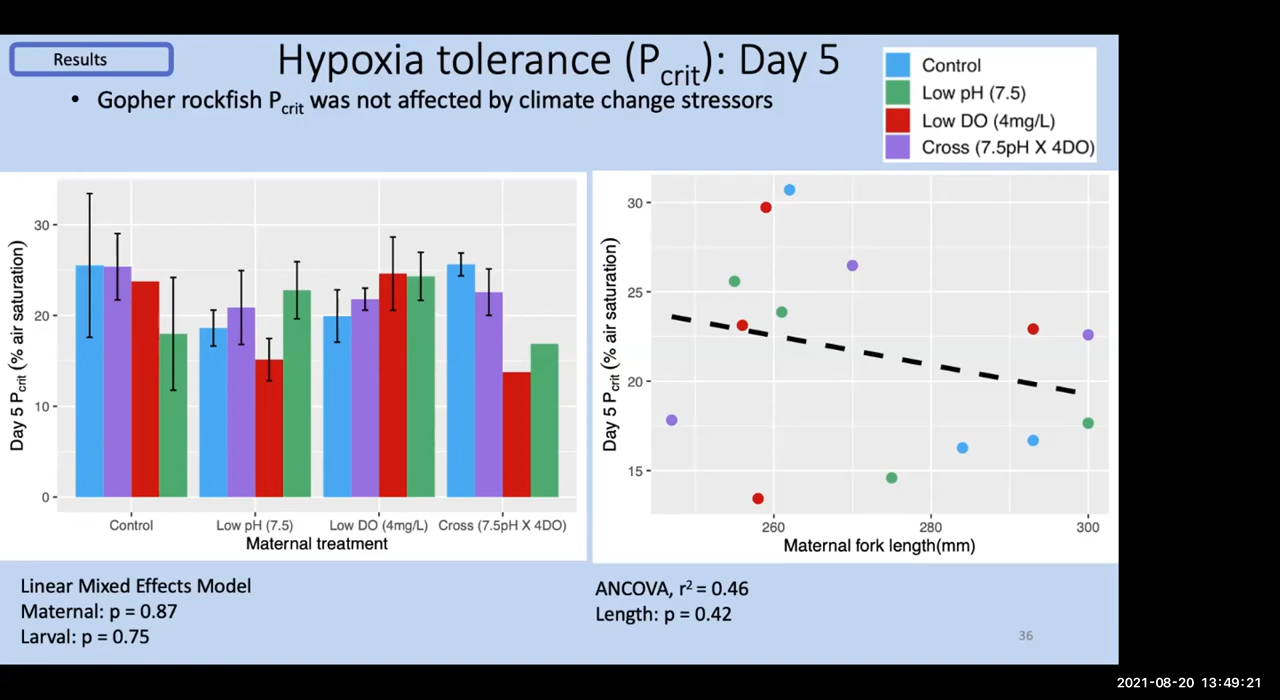 Results
Hypoxia tolerance (Pcrit): Day 5
• Gopher rockfish Pcrit was not affected by climate change stressors
Control
Low pH (7.5)
Low DO (4mg/L)
Cross (7.5pH X 4DO)
Day 5 Pcrit (% air saturation)
30
20
10
0
Control
Low pH (7.5)
Low DO (4mg/L)
Cross (7.5pH X 4DO)
Maternal treatment
Day 5 Pcrit (% air saturation)
30
25
20
15
260
280
300
Maternal fork length(mm)
Linear Mixed Effects Model
Maternal: p = 0.87
Larval: p = 0.75
ANCOVA, r² = 0.46
Length: p = 0.42
36
2021-08-20 13:49:21